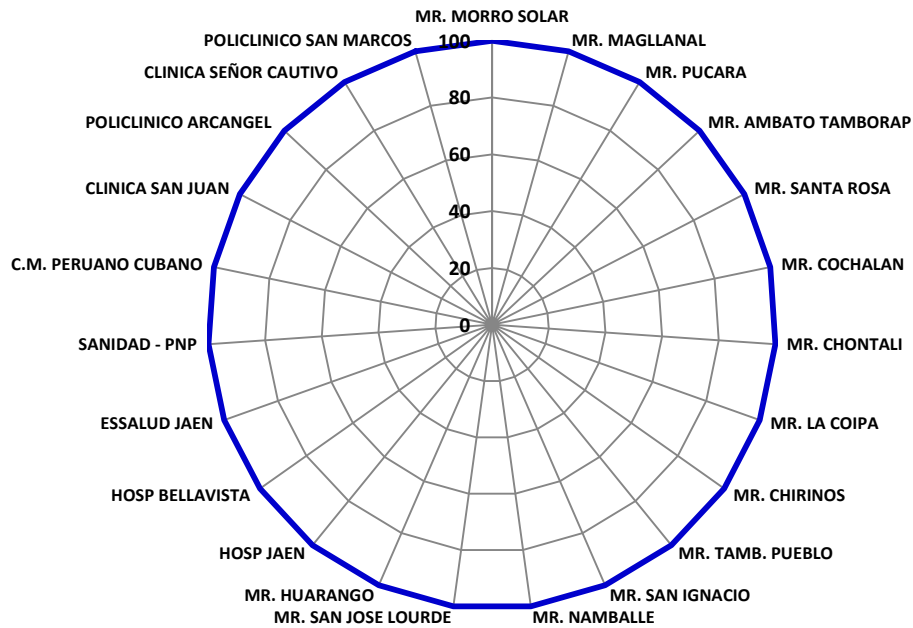 MR. MORRO SOLAR
MR. MAGLLANAL
MR. PUCARA
MR. AMBATO TAMBORAP
MR. SANTA ROSA
MR. COCHALAN
MR. CHONTALI
MR. LA COIPA
MR. CHIRINOS
MR. TAMB. PUEBLO
MR. SAN IGNACIO
MR. NAMBALLE
MR. SAN JOSE LOURDE
MR. HUARANGO
HOSP JAEN
HOSP BELLAVISTA
ESSALUD JAEN
SANIDAD - PNP
C.M. PERUANO CUBANO
CLINICA SAN JUAN
POLICLINICO ARCANGEL
CLINICA SEÑOR CAUTIVO
POLICLINICO SAN MARCOS
100
80
60
40
20
0